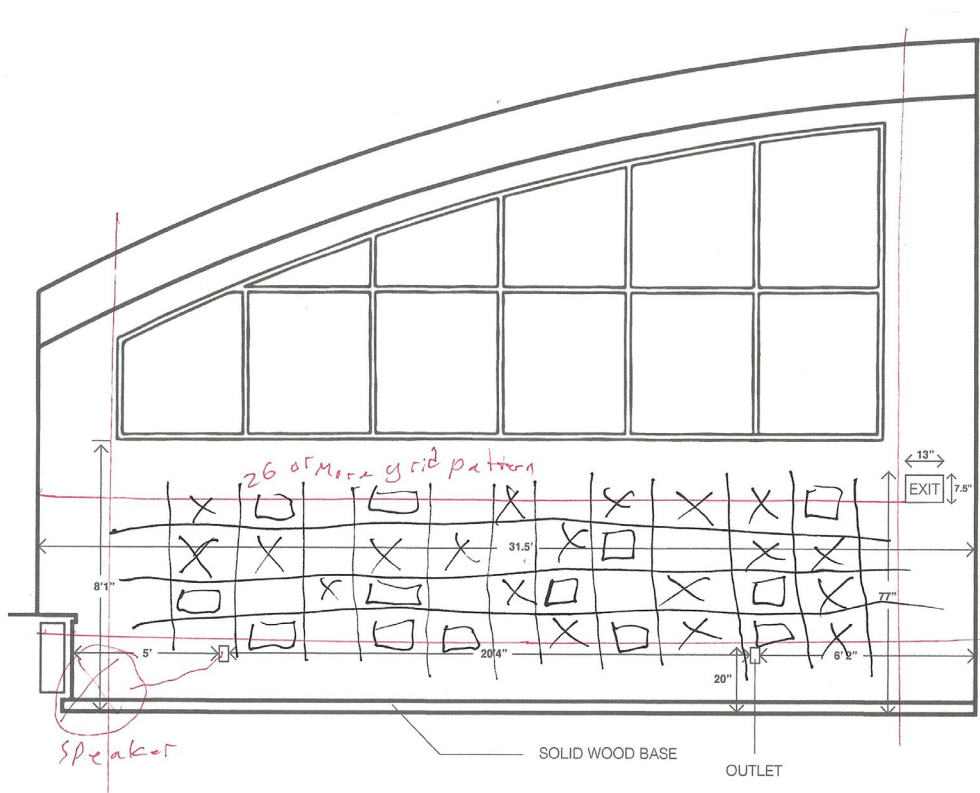 26 or more grid pattern
13"
EXIT
7.5"
31.5'
8'1"
77"
5'
20'4"
6' 2"
20"
speaker
SOLID WOOD BASE
OUTLET